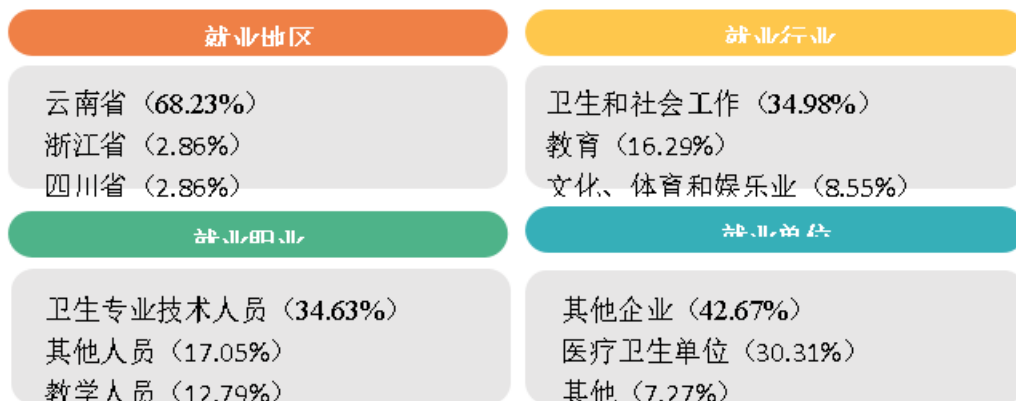 就业地区
云南省（68.23%）
浙江省（2.86%）
四川省（2.86%）
就业行业
卫生和社会工作（34.98%）
教育（16.29%）
文化、体育和娱乐业（8.55%）
就业职业
卫生专业技术人员（34.63%）
其他人员（17.05%）
教学人员（12.79%）
就业单位
其他企业（42.67%）
医疗卫生单位（30.31%）
其他（7.27%）